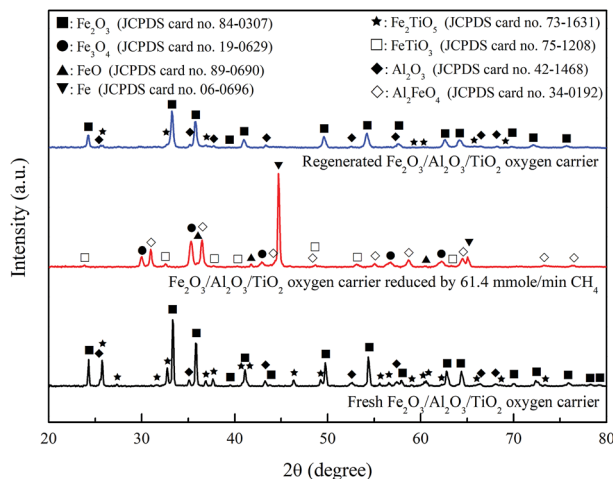 ■ Fe₂O₃ (JCPDS card no. 84-0307)
● Fe₃O₄ (JCPDS card no. 19-0629)
▲ FeO (JCPDS card no. 89-0690)
▼ Fe (JCPDS card no. 06-0696)
★ Fe₂TiO₅ (JCPDS card no. 73-1631)
□ FeTiO₃ (JCPDS card no. 75-1208)
◆ Al₂O₃ (JCPDS card no. 42-1468)
◇ Al₂FeO₄ (JCPDS card no. 34-0192)
Regenerated Fe₂O₃/Al₂O₃/TiO₂ oxygen carrier
Fe₂O₃/Al₂O₃/TiO₂ oxygen carrier reduced by 61.4 mmole/min CH₄
Fresh Fe₂O₃/Al₂O₃/TiO₂ oxygen carrier
Intensity (a.u.)
20 30 40 50 60 70 80
2θ (degree)